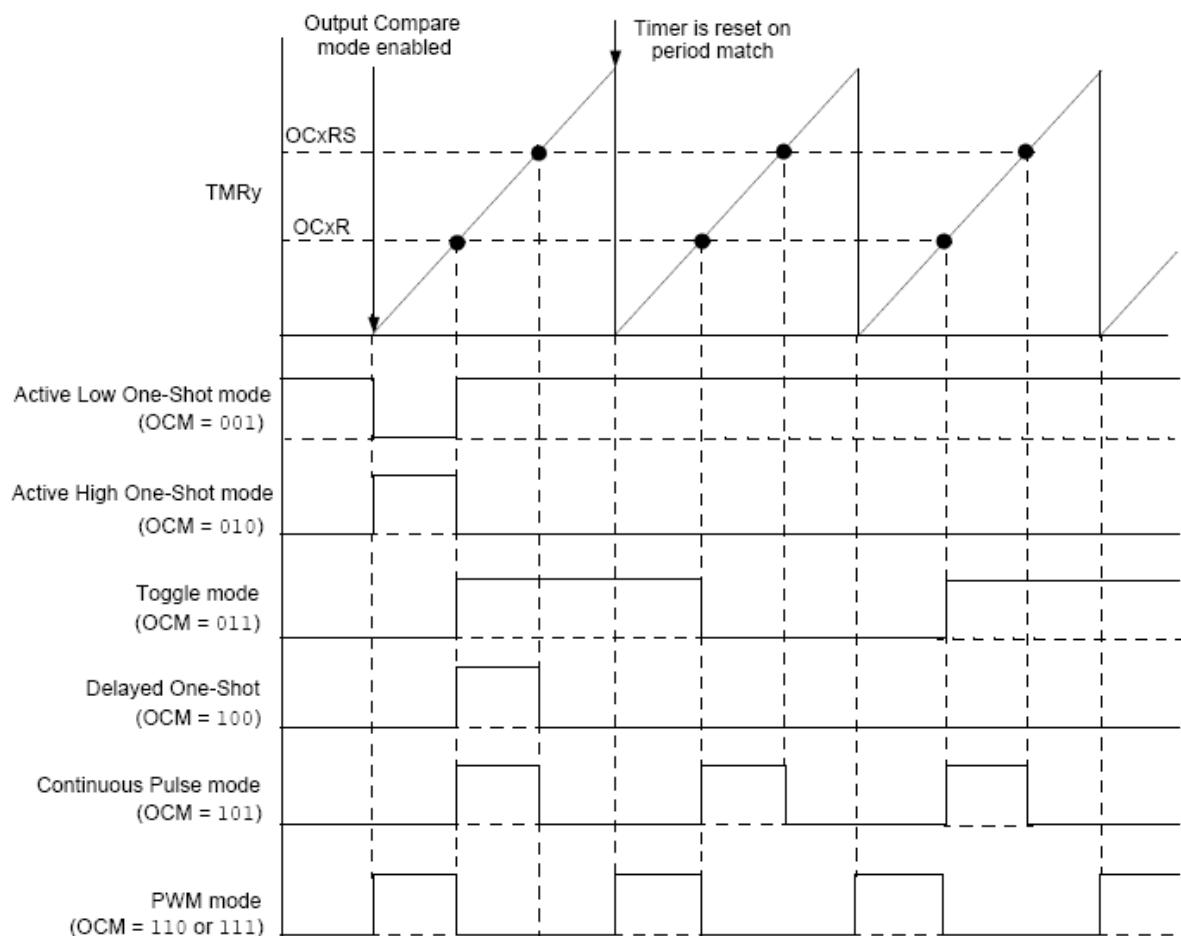 Output Compare
mode enabled
Timer is reset on
period match
OCxRS
TMRy
OCxR
Active Low One-Shot mode
(OCM = 001)
Active High One-Shot mode
(OCM = 010)
Toggle mode
(OCM = 011)
Delayed One-Shot
(OCM = 100)
Continuous Pulse mode
(OCM = 101)
PWM mode
(OCM = 110 or 111)